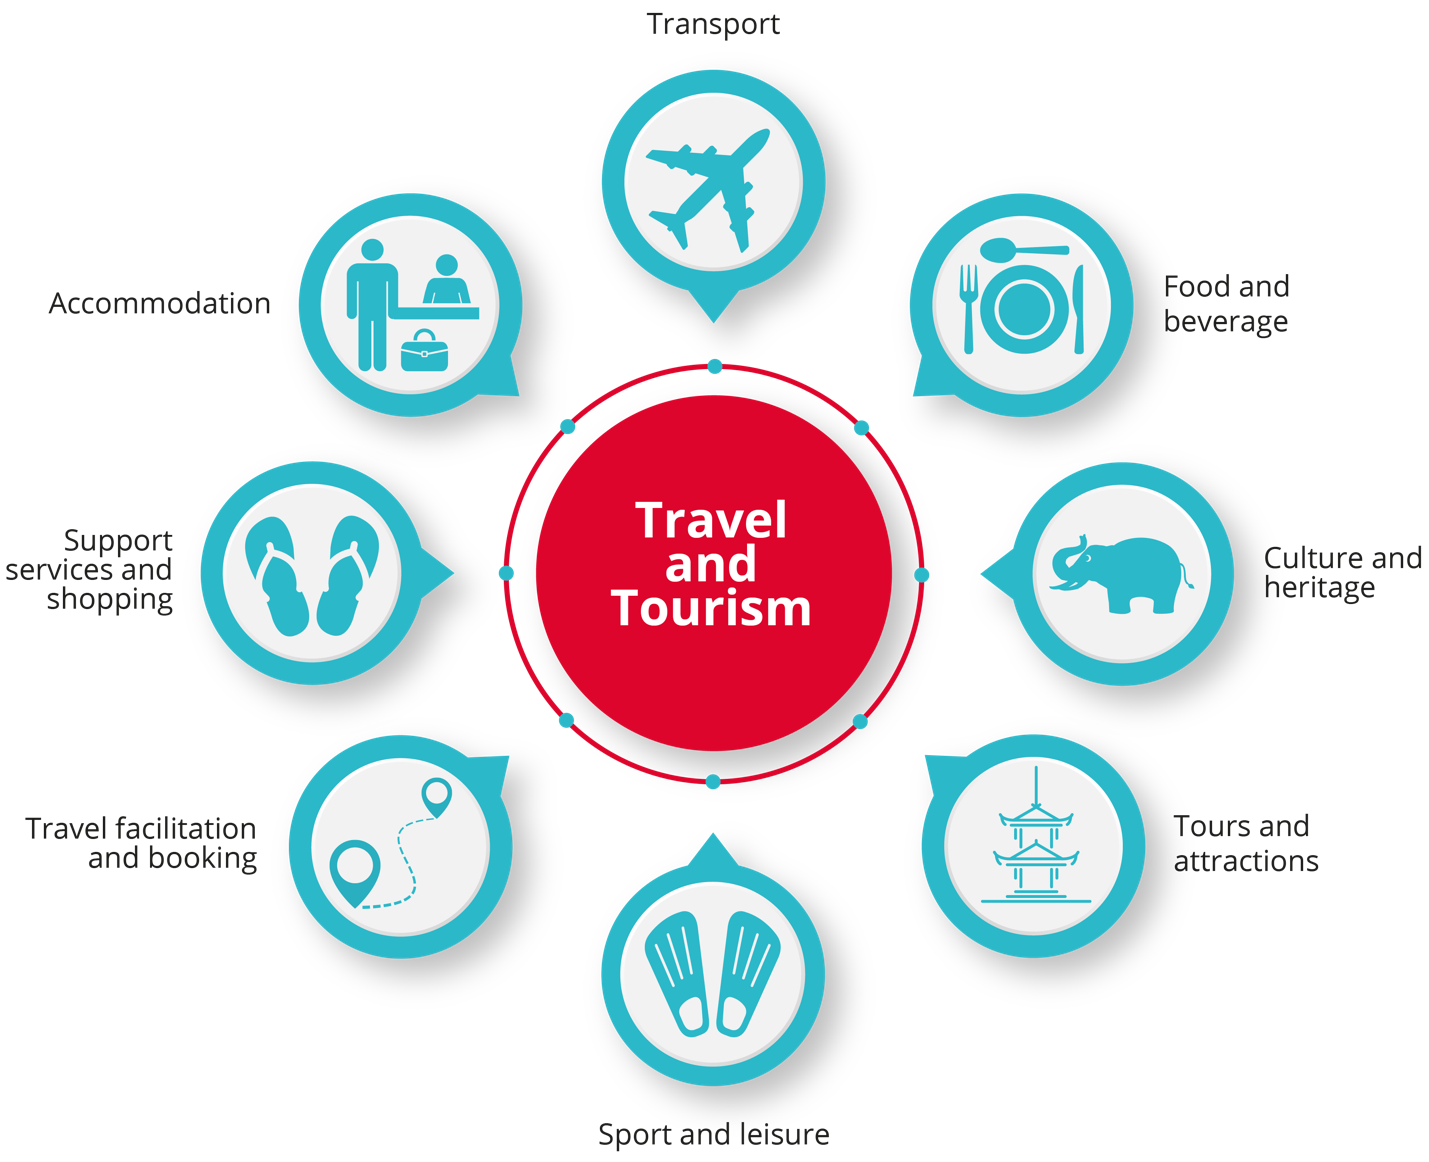 Transport
Accommodation
Food and
beverage
Travel
and
Tourism
Support
services and
shopping
Culture and
heritage
Travel facilitation
and booking
Tours and
attractions
Sport and leisure